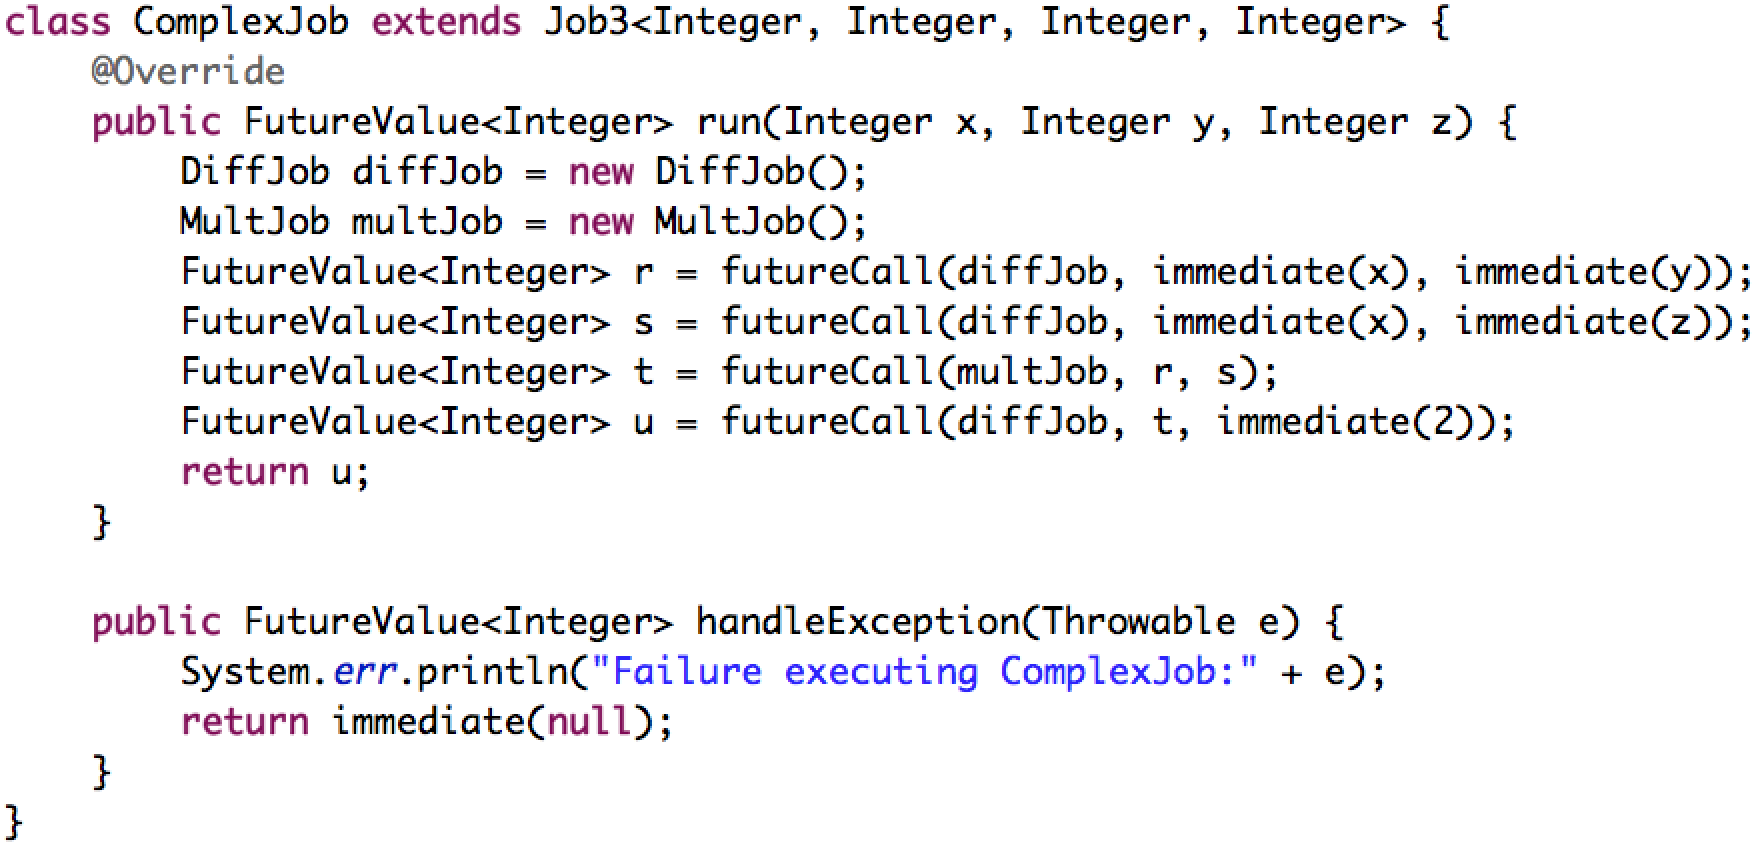 class ComplexJob extends Job3<Integer, Integer, Integer, Integer> {
    @Override
    public FutureValue<Integer> run(Integer x, Integer y, Integer z) {
        DiffJob diffJob = new DiffJob();
        MultJob multJob = new MultJob();
        FutureValue<Integer> r = futureCall(diffJob, immediate(x), immediate(y));
        FutureValue<Integer> s = futureCall(diffJob, immediate(x), immediate(z));
        FutureValue<Integer> t = futureCall(multJob, r, s);
        FutureValue<Integer> u = futureCall(diffJob, t, immediate(2));
        return u;
    }

    public FutureValue<Integer> handleException(Throwable e) {
        System.err.println("Failure executing ComplexJob:" + e);
        return immediate(null);
    }
}